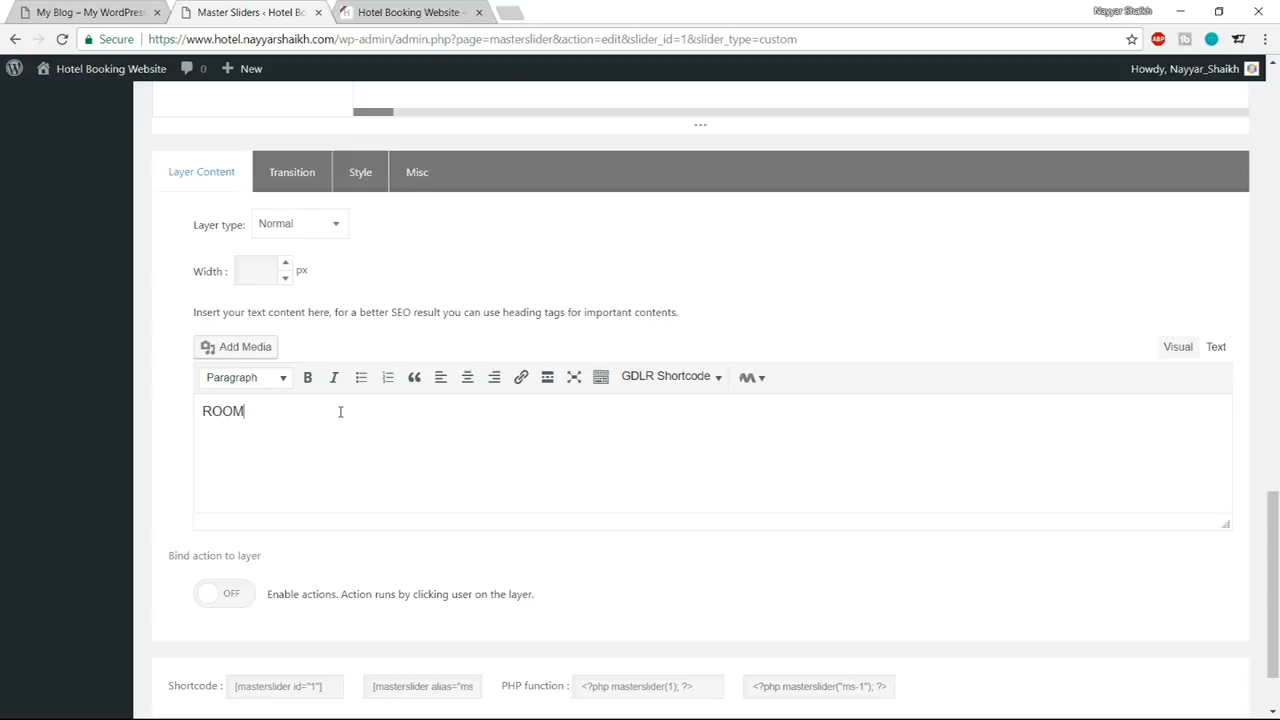 My Blog – My WordPress
Master Sliders ‹ Hotel Bo
Hotel Booking Website –
Nayyar Shaikh
Secure
https://www.hotel.nayyarshaikh.com/wp-admin/admin.php?page=masterslider&action=edit&slider_id=1&slider_type=custom
ABP
Hotel Booking Website
0
New
Howdy, Nayyar_Shaikh
Layer Content
Transition
Style
Misc
Layer type:
Normal
Width :
px
Insert your text content here, for a better SEO result you can use heading tags for important contents.
Add Media
Visual
Text
Paragraph
B
I
GDLR Shortcode
ROOM
Bind action to layer
OFF
Enable actions. Action runs by clicking user on the layer.
Shortcode :
[masterslider id="1"]
[masterslider alias="ms
PHP function :
<?php masterslider(1); ?>
<?php masterslider("ms-1"); ?>